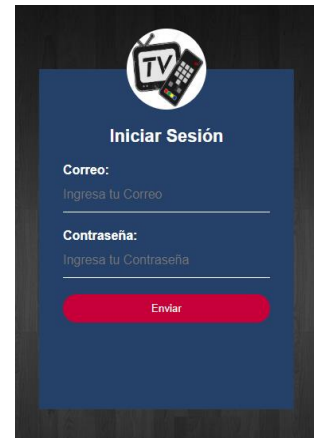 TV
Iniciar Sesión
Correo:
Ingresa tu Correo
Contraseña:
Ingresa tu Contraseña
Enviar